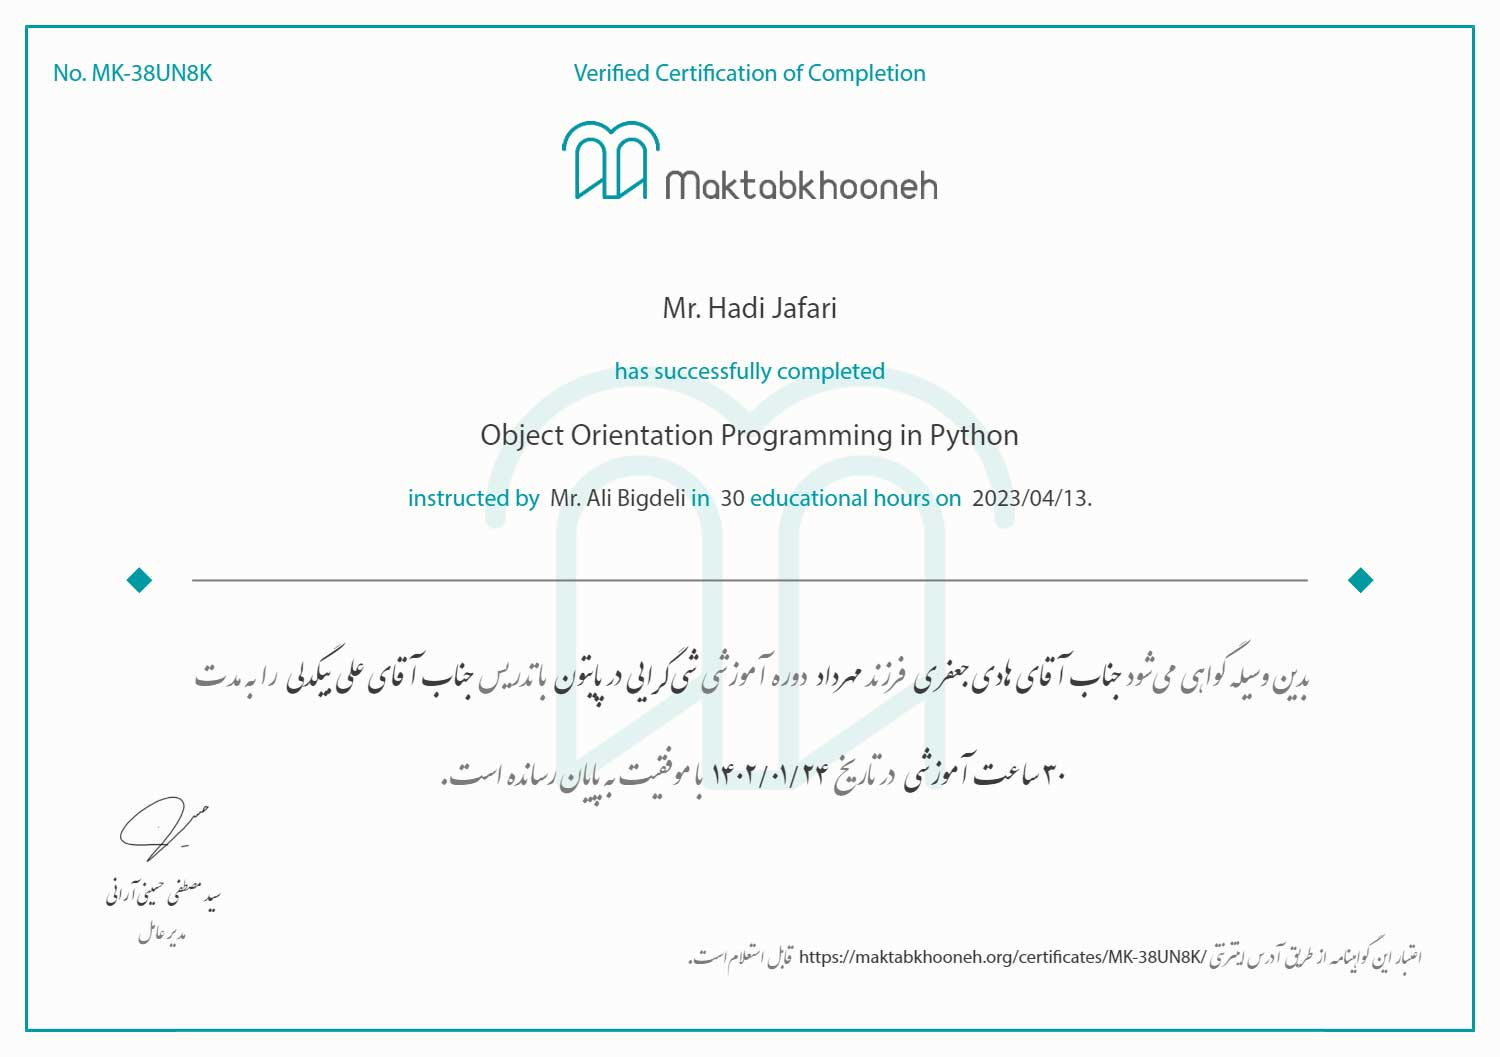 No. MK-38UN8K
Verified Certification of Completion
Maktabkhooneh
Mr. Hadi Jafari
has successfully completed
Object Orientation Programming in Python
instructed by Mr. Ali Bigdeli in 30 educational hours on 2023/04/13.
بدین وسیله گواهی می‌شود جناب آقای هادی جعفری فرزند مهرداد دوره آموزشی شی‌گرایی در پایتون با تدریس جناب آقای علی بیگدلی را به مدت
۳۰ ساعت آموزشی در تاریخ ۱۴۰۲/۰۱/۲۴ با موفقیت به پایان رسانده است.
سید مصطفی حسینی آرانی
مدیر عامل
اعتبار این گواهینامه از طریق آدرس اینترنتی https://maktabkhooneh.org/certificates/MK-38UN8K/ قابل استعلام است.